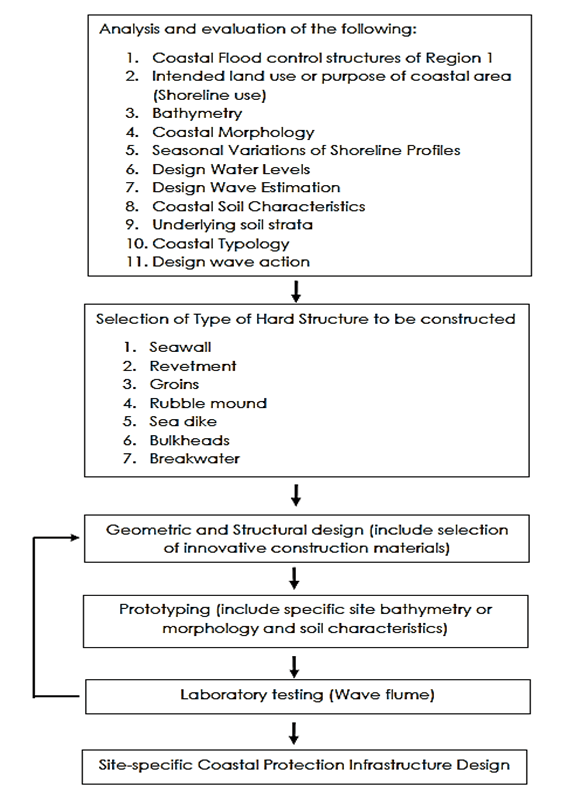 Analysis and evaluation of the following:
1. Coastal Flood control structures of Region 1
2. Intended land use or purpose of coastal area
(Shoreline use)
3. Bathymetry
4. Coastal Morphology
5. Seasonal Variations of Shoreline Profiles
6. Design Water Levels
7. Design Wave Estimation
8. Coastal Soil Characteristics
9. Underlying soil strata
10. Coastal Typology
11. Design wave action
Selection of Type of Hard Structure to be constructed
1. Seawall
2. Revetment
3. Groins
4. Rubble mound
5. Sea dike
6. Bulkheads
7. Breakwater
Geometric and Structural design (include selection
of innovative construction materials)
Prototyping (include specific site bathymetry or
morphology and soil characteristics)
Laboratory testing (Wave flume)
Site-specific Coastal Protection Infrastructure Design